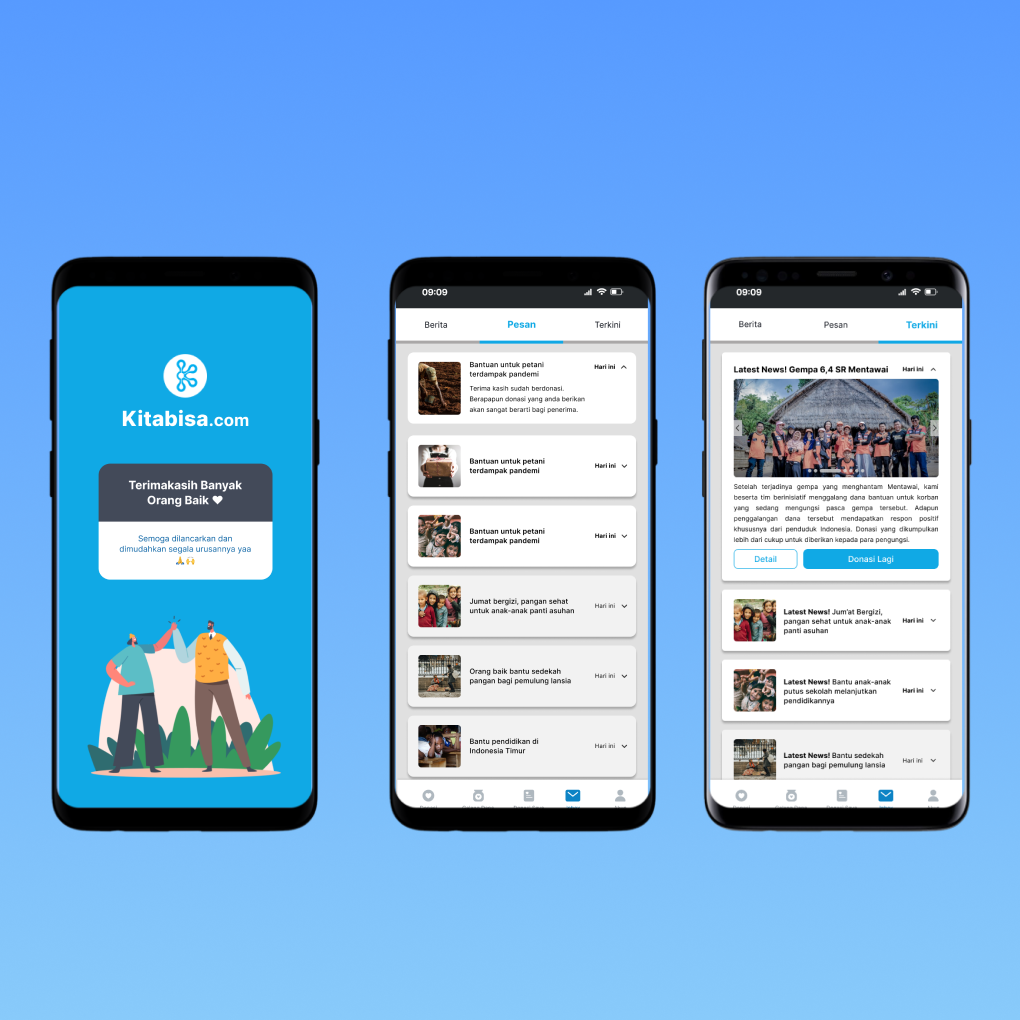 Kitabisa.com
Terimakasih Banyak
Orang Baik ❤
Semoga dilancarkan dan
dimudahkan segala urusannya yaa
🙏🙌
09:09
Berita
Pesan
Terkini
Bantuan untuk petani
terdampak pandemi
Hari ini
Terima kasih sudah berdonasi.
Berapapun donasi yang anda berikan
akan sangat berarti bagi penerima.
Bantuan untuk petani
terdampak pandemi
Hari ini
Bantuan untuk petani
terdampak pandemi
Hari ini
Jumat bergizi, pangan sehat
untuk anak-anak panti asuhan
Hari ini
Orang baik bantu sedekah
pangan bagi pemulung lansia
Hari ini
Bantu pendidikan di
Indonesia Timur
Hari ini
09:09
Berita
Pesan
Terkini
Latest News! Gempa 6,4 SR Mentawai
Hari ini
Setelah terjadinya gempa yang menghantam Mentawai, kami
beserta tim berinisiatif menggalang dana bantuan untuk korban
yang sedang mengungsi pasca gempa tersebut. Adapun
penggalangan dana tersebut mendapatkan respon positif
khususnya dari penduduk Indonesia. Donasi yang dikumpulkan
lebih dari cukup untuk diberikan kepada para pengungsi.
Detail
Donasi Lagi
Latest News! Jum'at Bergizi,
pangan sehat untuk anak-anak
panti asuhan
Hari ini
Latest News! Bantu anak-anak
putus sekolah melanjutkan
pendidikannya
Hari ini
Latest News! Bantu sedekah
pangan bagi pemulung lansia
Hari ini